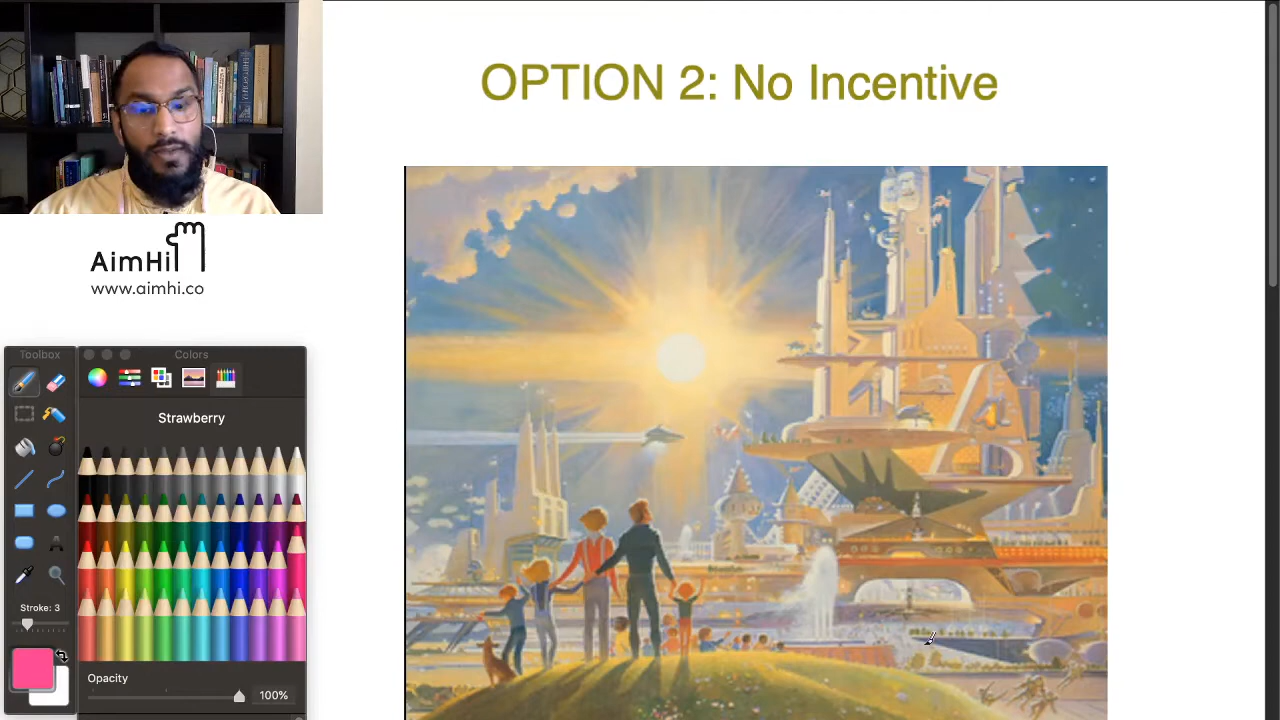 OPTION 2: No Incentive
AimHi
www.aimhi.co
Toolbox
Colors
Strawberry
Stroke: 3
Opacity
100%